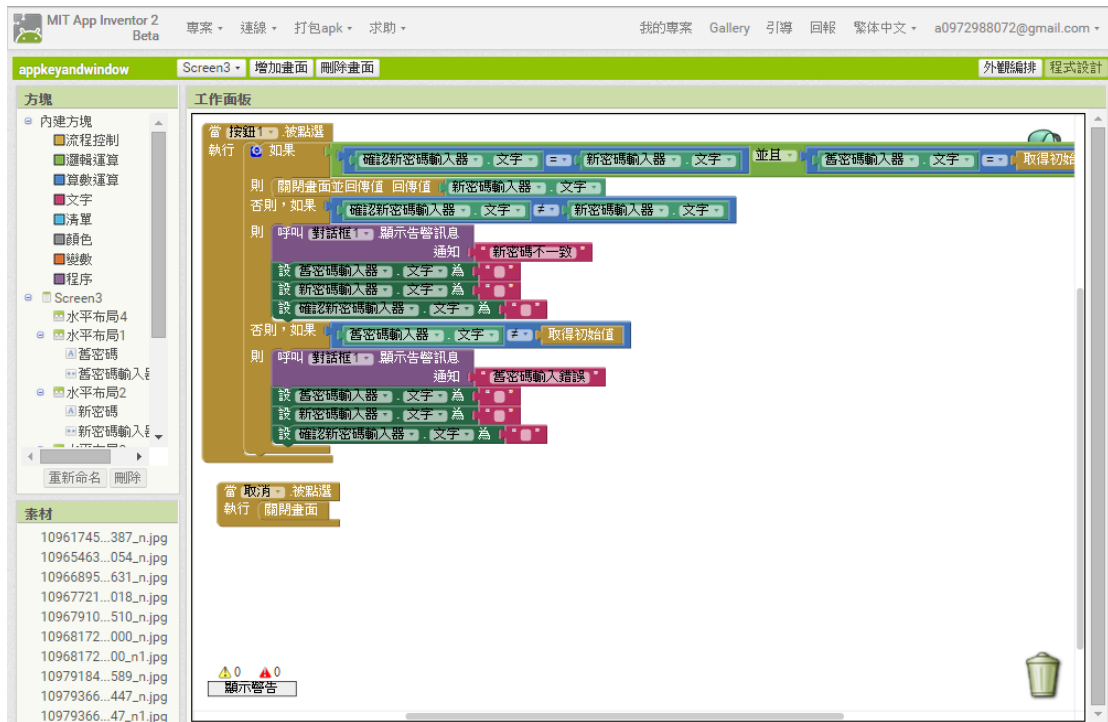 MIT App Inventor 2
Beta
專案 連線 打包apk 求助 我的專案 Gallery 引導 回報 繁体中文 a0972988072@gmail.com
appkeyandwindow Screen3 增加畫面 刪除畫面 外觀編排 程式設計
方塊 工作面板
內建方塊
流程控制
邏輯運算
算數運算
文字
清單
顏色
變數
程序
Screen3
水平布局4
水平布局1
舊密碼
舊密碼輸入器
水平布局2
新密碼
新密碼輸入器
重新命名 刪除
素材
10961745...387_n.jpg
10965463...054_n.jpg
10966895...631_n.jpg
10967721...018_n.jpg
10967910...510_n.jpg
10968172...000_n.jpg
10968172...00_n1.jpg
10979184...589_n.jpg
10979366...447_n.jpg
10979366...47_n1.jpg
當 按鈕1 .被點選
執行 如果 確認新密碼輸入器 . 文字 = 新密碼輸入器 . 文字 並且 舊密碼輸入器 . 文字 = 取得初始
則 關閉畫面並回傳值 回傳值 新密碼輸入器 . 文字
否則，如果 確認新密碼輸入器 . 文字 ≠ 新密碼輸入器 . 文字
則 呼叫 對話框1 .顯示告警訊息
通知 " 新密碼不一致 "
設 舊密碼輸入器 . 文字 為 " "
設 新密碼輸入器 . 文字 為 " "
設 確認新密碼輸入器 . 文字 為 " "
否則，如果 舊密碼輸入器 . 文字 ≠ 取得初始值
則 呼叫 對話框1 .顯示告警訊息
通知 " 舊密碼輸入錯誤 "
設 舊密碼輸入器 . 文字 為 " "
設 新密碼輸入器 . 文字 為 " "
設 確認新密碼輸入器 . 文字 為 " "
當 取消 .被點選
執行 關閉畫面
0 0
顯示警告